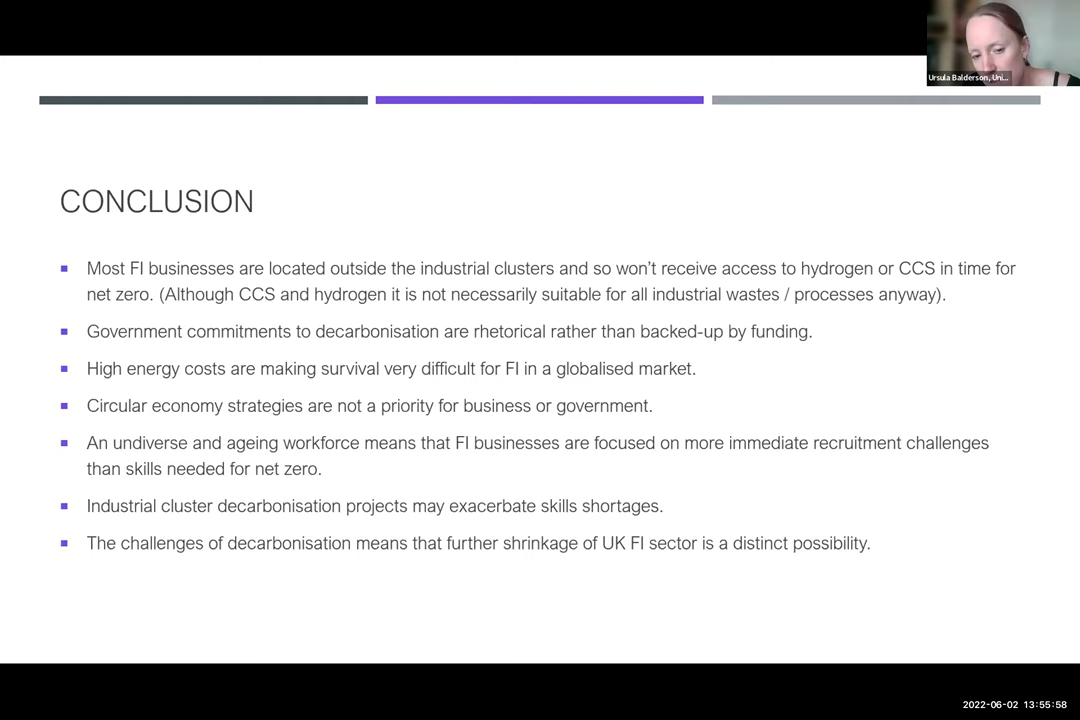 Ursula Balderson, Uni...
CONCLUSION
▪ Most FI businesses are located outside the industrial clusters and so won't receive access to hydrogen or CCS in time for
net zero. (Although CCS and hydrogen it is not necessarily suitable for all industrial wastes / processes anyway).
▪ Government commitments to decarbonisation are rhetorical rather than backed-up by funding.
▪ High energy costs are making survival very difficult for FI in a globalised market.
▪ Circular economy strategies are not a priority for business or government.
▪ An undiverse and ageing workforce means that FI businesses are focused on more immediate recruitment challenges
than skills needed for net zero.
▪ Industrial cluster decarbonisation projects may exacerbate skills shortages.
▪ The challenges of decarbonisation means that further shrinkage of UK FI sector is a distinct possibility.
2022-06-02 13:55:58